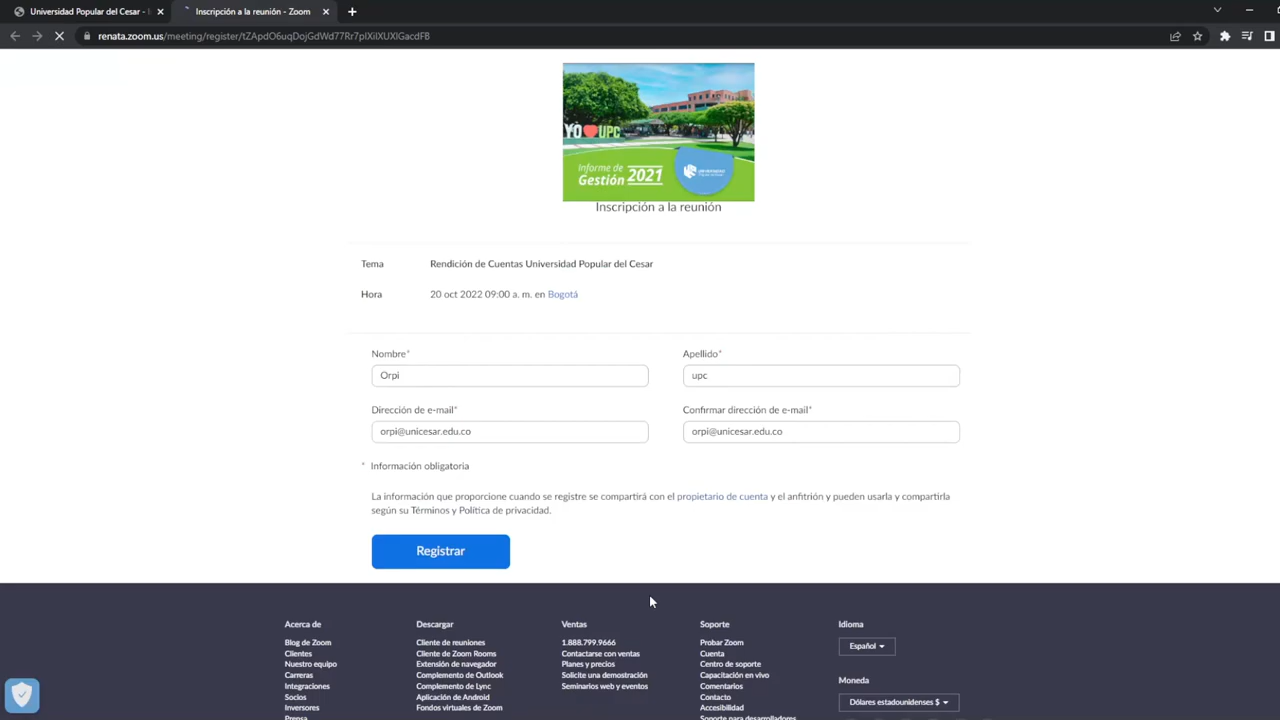 Universidad Popular del Cesar - I
Inscripción a la reunión - Zoom
renata.zoom.us/meeting/register/
YO UPC
Informe de
Gestión 2021
Inscripción a la reunión
Tema Rendición de Cuentas Universidad Popular del Cesar
Hora 20 oct 2022 09:00 a. m. en Bogotá
Nombre* Apellido*
Orpi upc
Dirección de e-mail* Confirmar dirección de e-mail*
orpi@unicesar.edu.co orpi@unicesar.edu.co
* Información obligatoria
La información que proporcione cuando se registre se compartirá con el propietario de cuenta y el anfitrión y pueden usarla y compartirla
según su Términos y Política de privacidad.
Registrar
Acerca de Descargar Ventas Soporte Idioma
Blog de Zoom Cliente de reuniones 1.888.799.9666 Probar Zoom Español
Clientes Cliente de Zoom Rooms Contactarse con ventas Cuenta
Nuestro equipo Extensión de navegador Planes y precios Centro de soporte
Carreras Complemento de Outlook Solicite una demostración Capacitación en vivo Moneda
Integraciones Complemento de Lync Seminarios web y eventos Comentarios
Socios Aplicación de Android Contacto Dólares estadounidenses $
Inversores Fondos virtuales de Zoom Accesibilidad
Prensa Soporte para desarrolladores